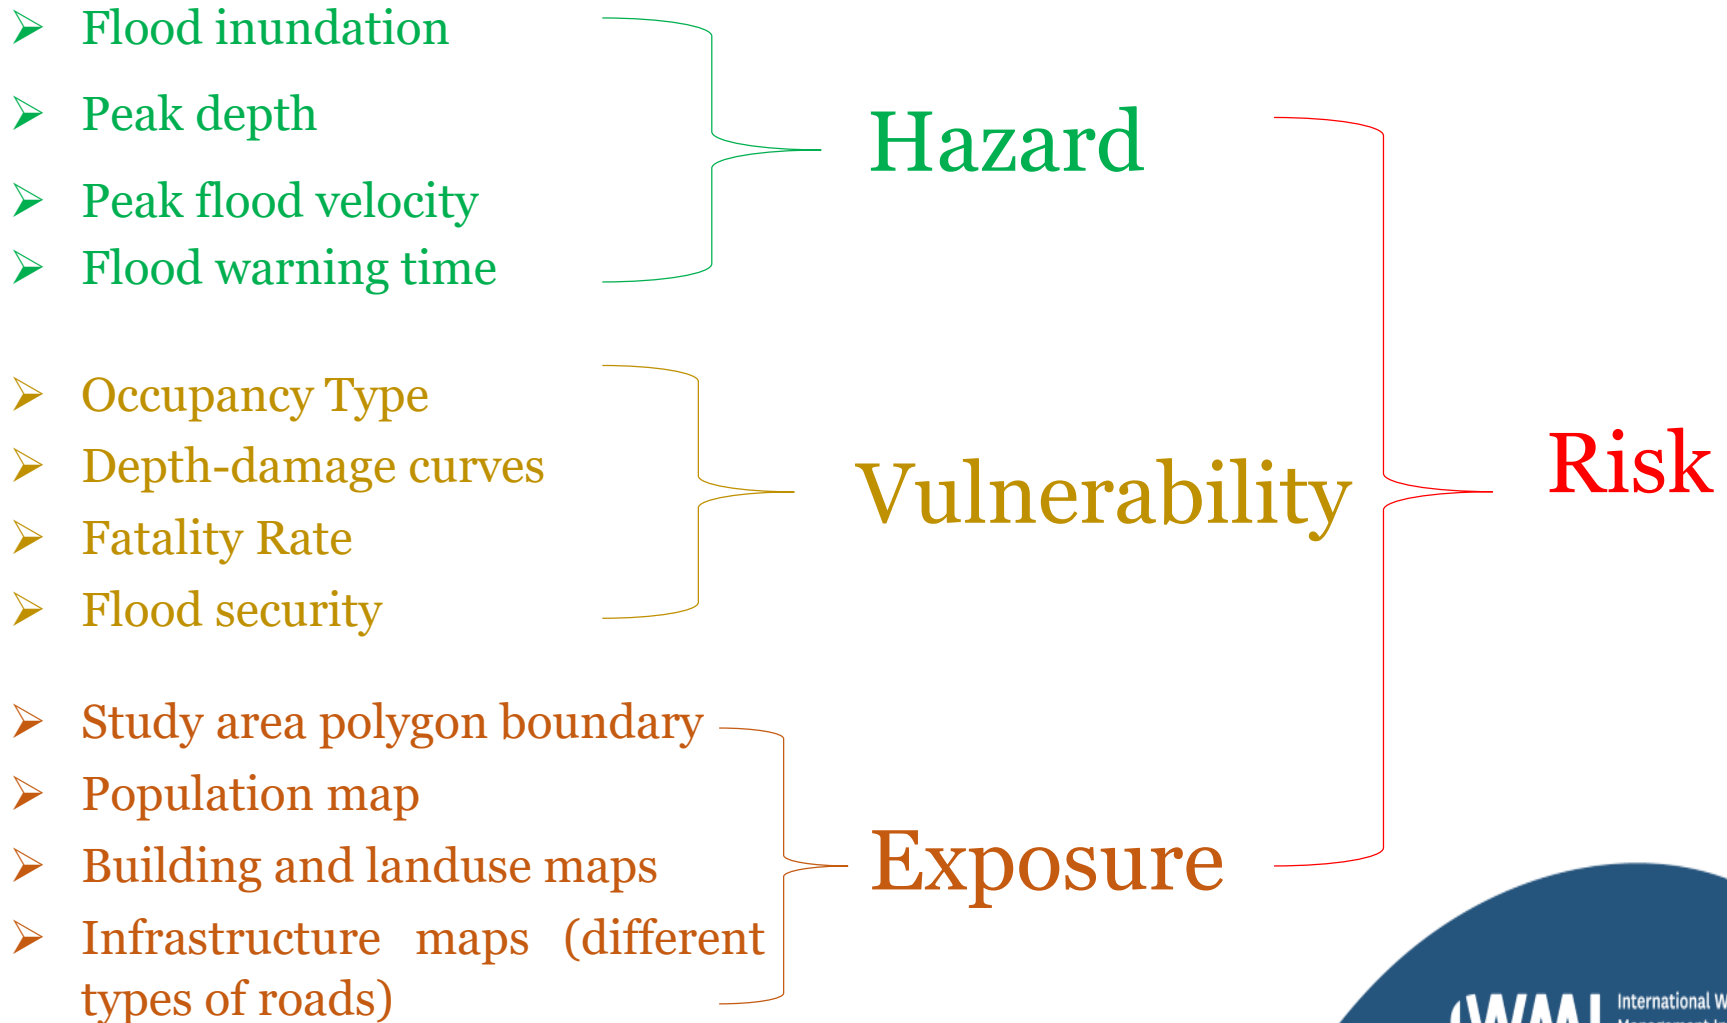 Flood inundation
Peak depth
Peak flood velocity
Flood warning time
Hazard
Occupancy Type
Depth-damage curves
Fatality Rate
Flood security
Vulnerability
Study area polygon boundary
Population map
Building and landuse maps
Infrastructure maps (different
types of roads)
Exposure
Risk
International W